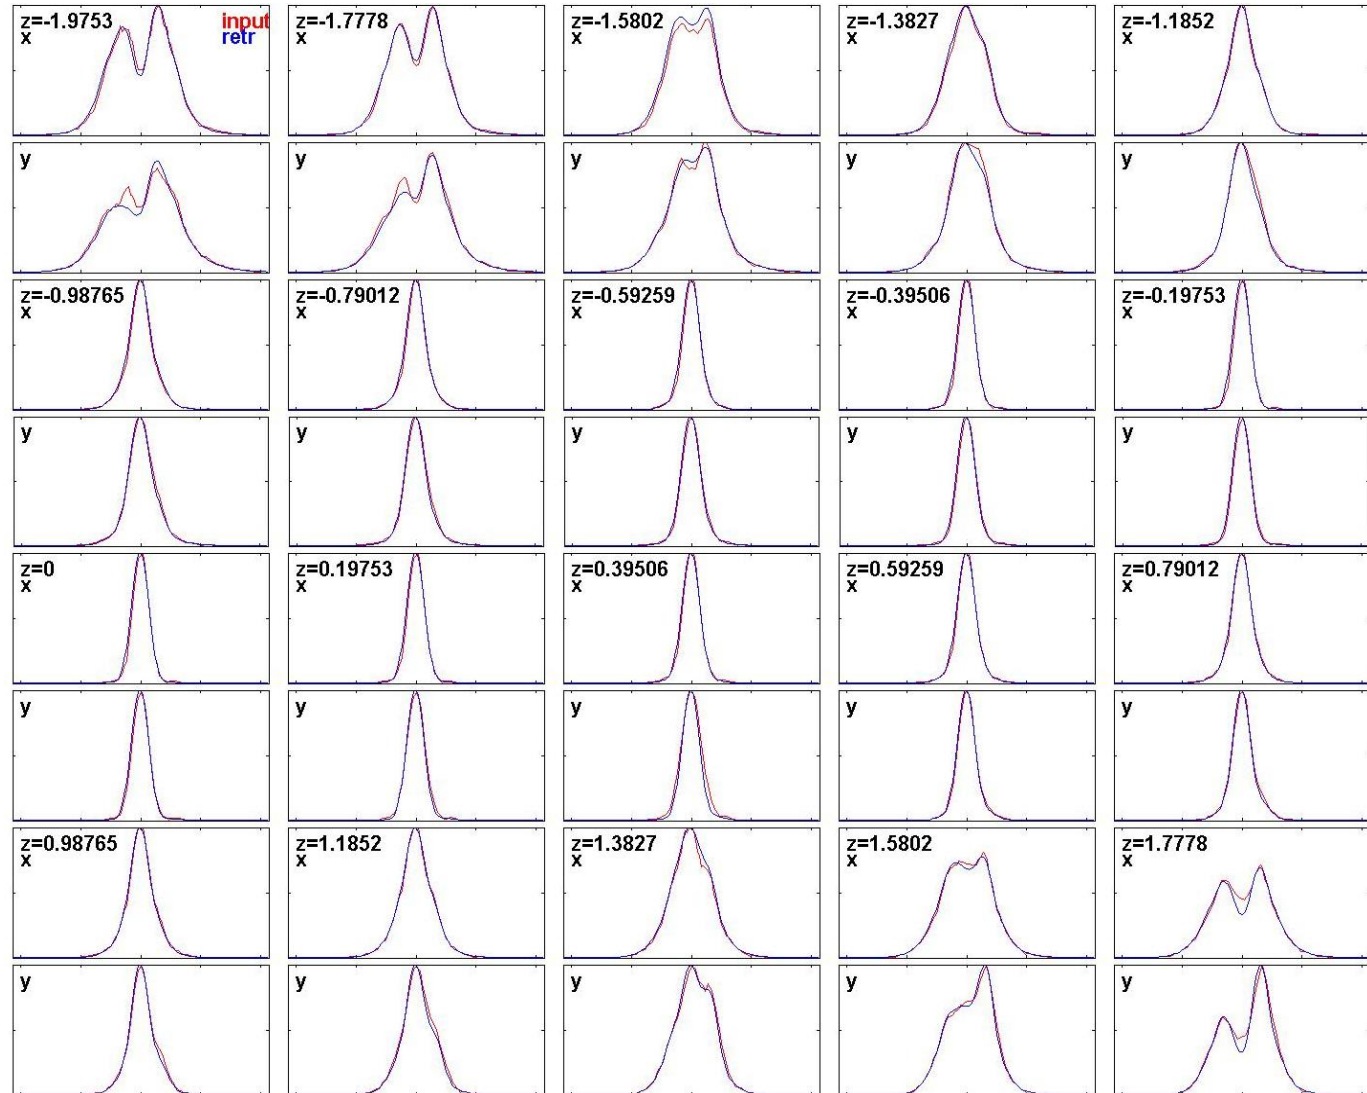 z=-1.9753 input
x retr
z=-1.7778
x
z=-1.5802
x
z=-1.3827
x
z=-1.1852
x
y
y
y
y
y
z=-0.98765
x
z=-0.79012
x
z=-0.59259
x
z=-0.39506
x
z=-0.19753
x
y
y
y
y
y
z=0
x
z=0.19753
x
z=0.39506
x
z=0.59259
x
z=0.79012
x
y
y
y
y
y
z=0.98765
x
z=1.1852
x
z=1.3827
x
z=1.5802
x
z=1.7778
x
y
y
y
y
y